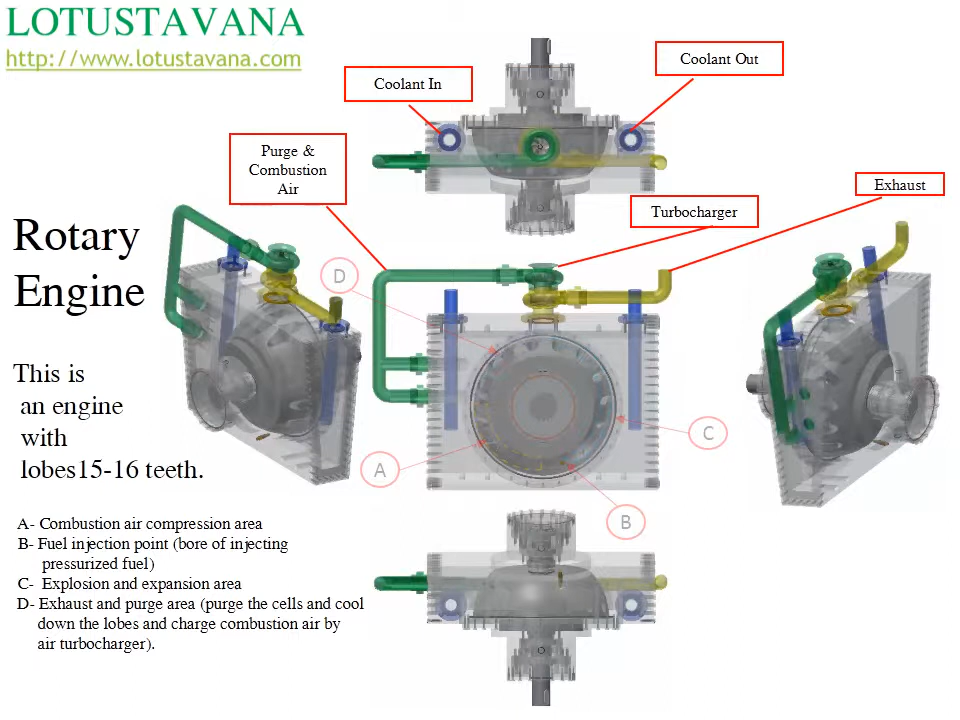 LOTUSTAVANA
http://www.lotustavana.com
Coolant In
Coolant Out
Purge &
Combustion
Air
Turbocharger
Exhaust
Rotary
Engine
D
This is
an engine
with
lobes15-16 teeth.
C
A
B
A- Combustion air compression area
B- Fuel injection point (bore of injecting
pressurized fuel)
C- Explosion and expansion area
D- Exhaust and purge area (purge the cells and cool
down the lobes and charge combustion air by
air turbocharger).